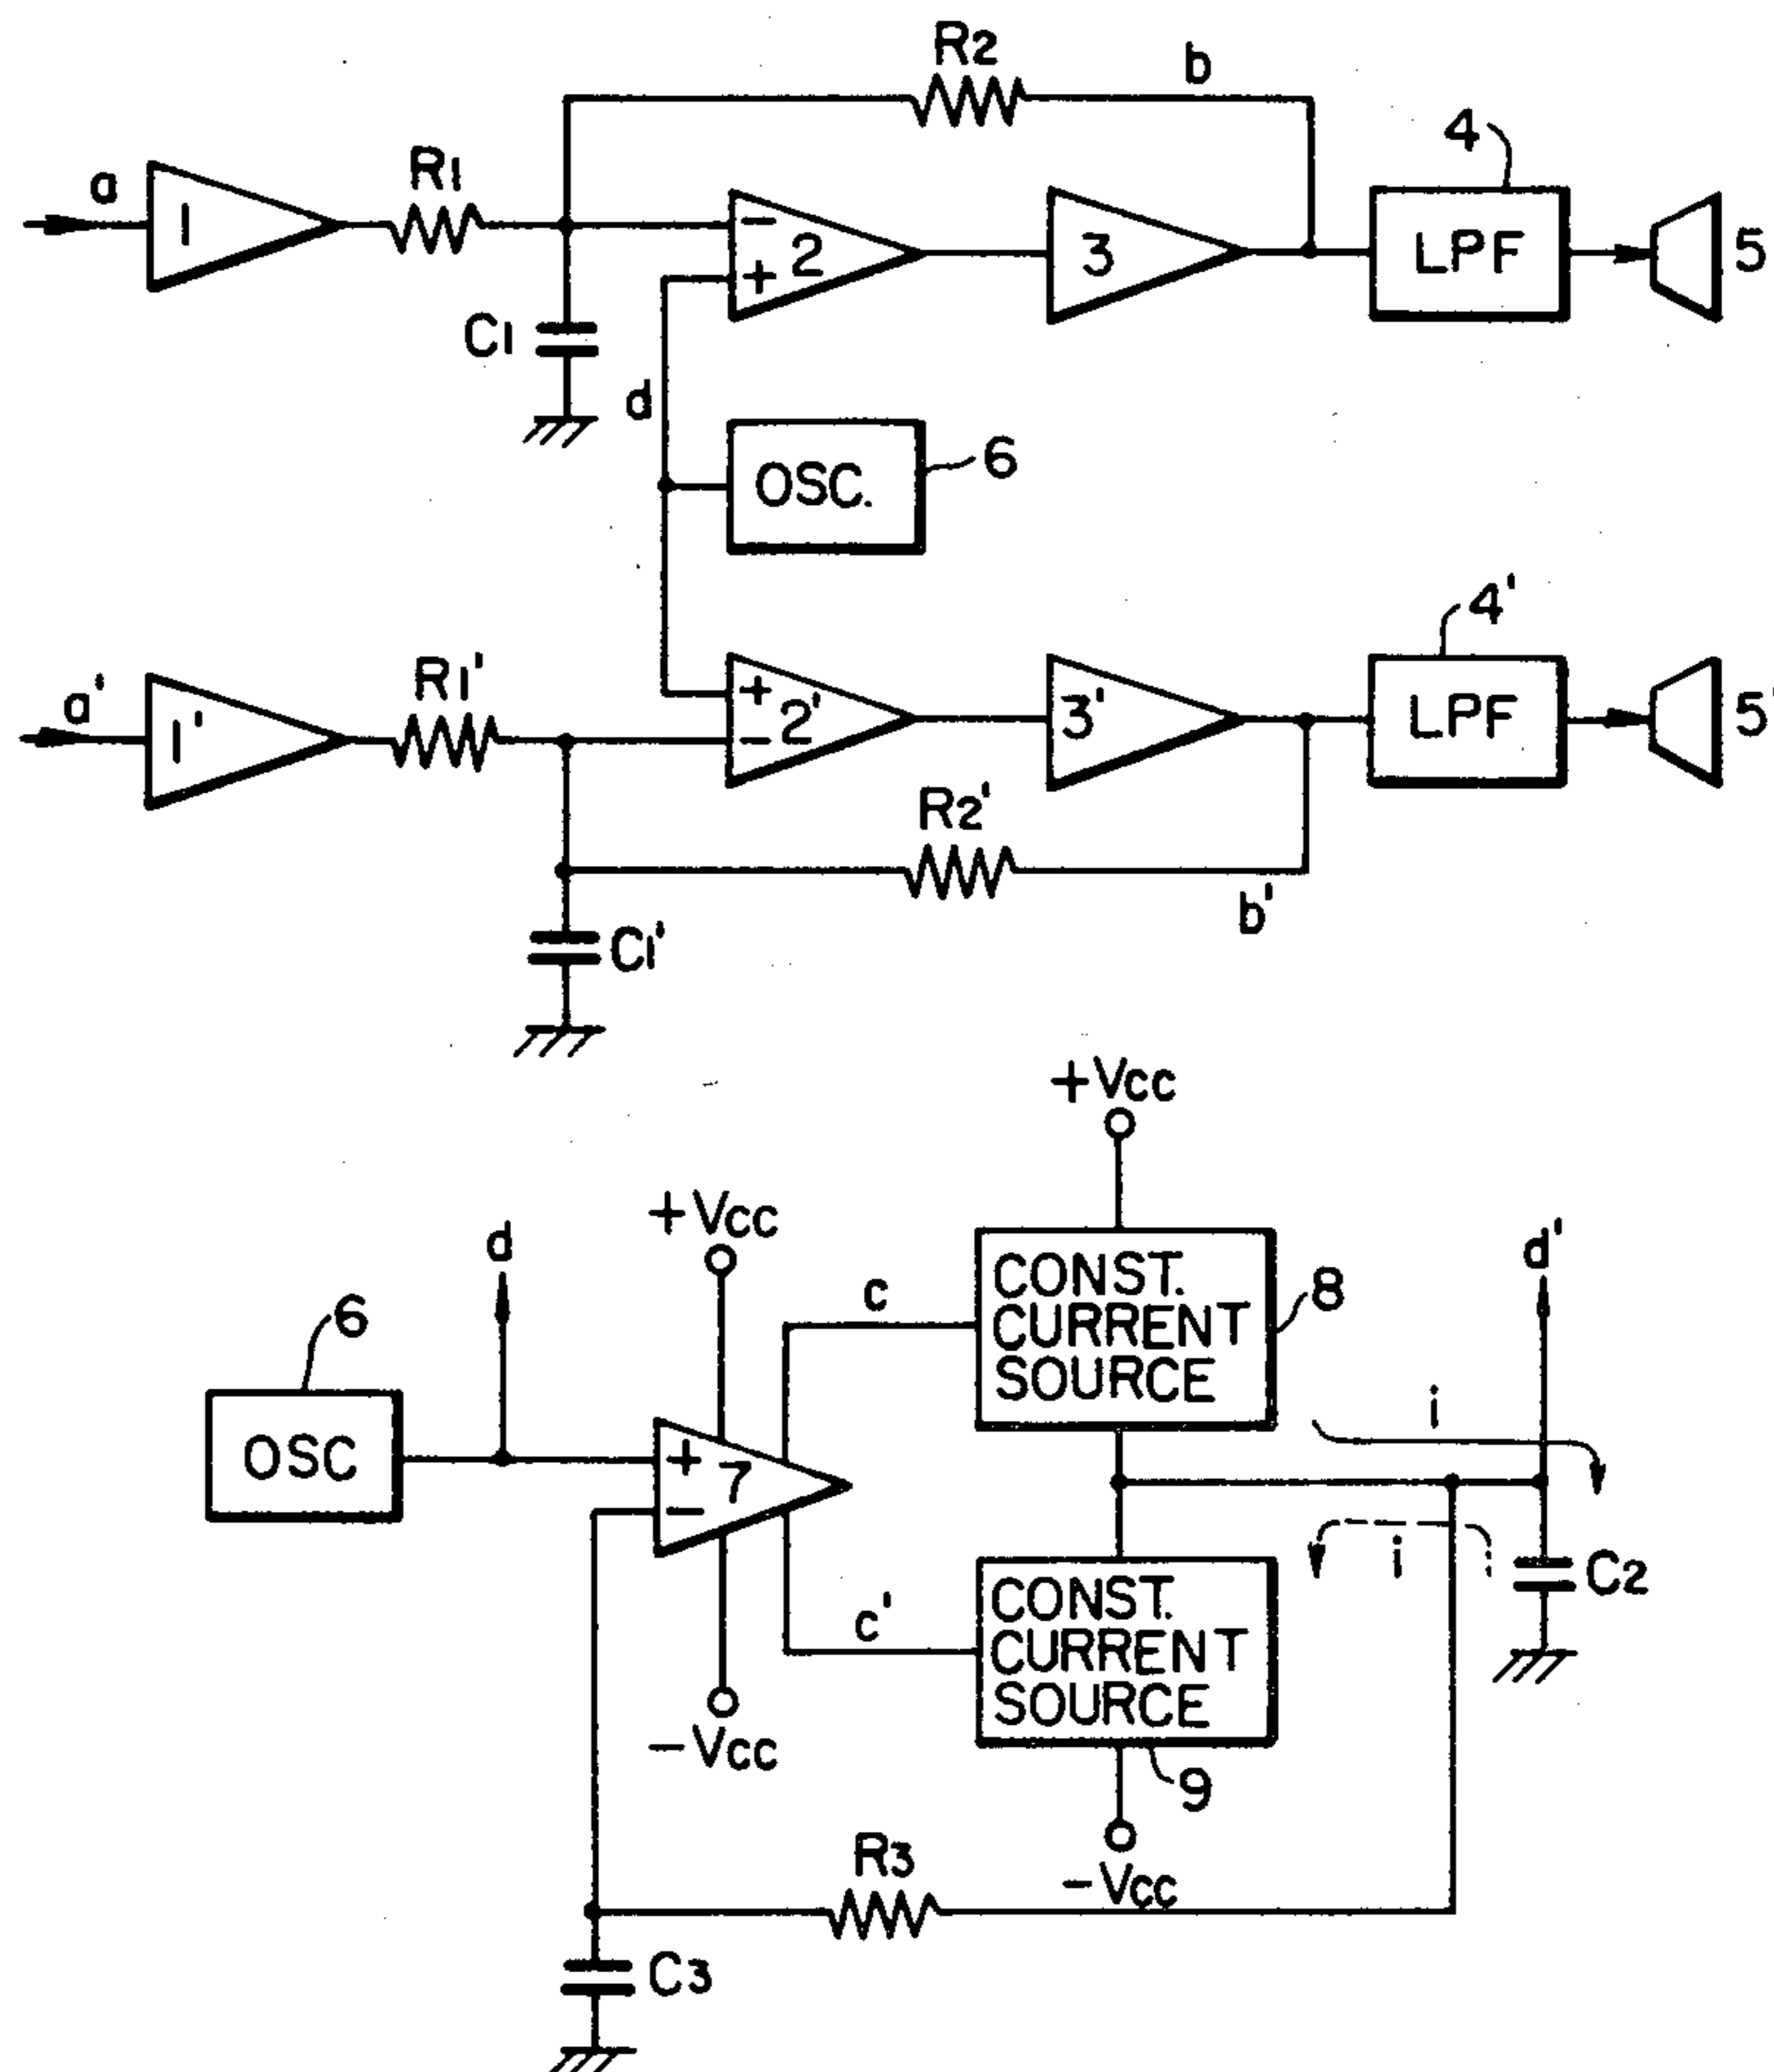 R2
b
4
a
1
R1
-
+
2
3
LPF
5
C1
d
OSC.
6
4'
a'
1'
R1'
+
-
2'
3'
LPF
5'
R2'
b'
C1'
+Vcc
+Vcc
d
c
CONST.
CURRENT
SOURCE
8
d'
6
OSC
+
-
7
i
i
C2
c'
CONST.
CURRENT
SOURCE
9
-Vcc
-Vcc
R3
C3